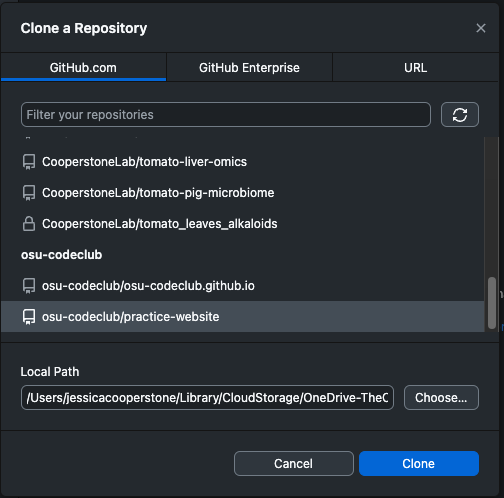 Clone a Repository
GitHub.com
GitHub Enterprise
URL
Filter your repositories
CooperstoneLab/tomato-liver-omics
CooperstoneLab/tomato-pig-microbiome
CooperstoneLab/tomato_leaves_alkaloids
osu-codeclub
osu-codeclub/osu-codeclub.github.io
osu-codeclub/practice-website
Local Path
/Users/jessicacooperstone/Library/CloudStorage/OneDrive-TheO
Choose...
Cancel
Clone